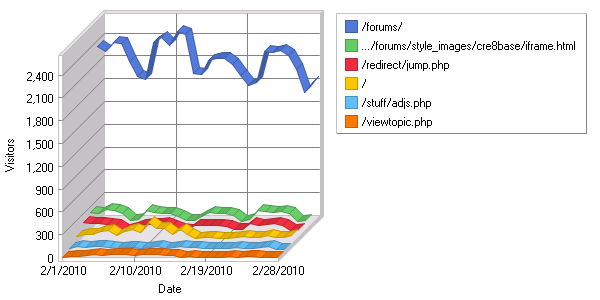 2,400
2,100
1,800
1,500
1,200
900
600
300
0
Visitors
2/1/2010
2/10/2010
2/19/2010
2/28/2010
Date
/forums/
.../forums/style_images/cre8base/iframe.html
/redirect/jump.php
/
/stuff/adjs.php
/viewtopic.php